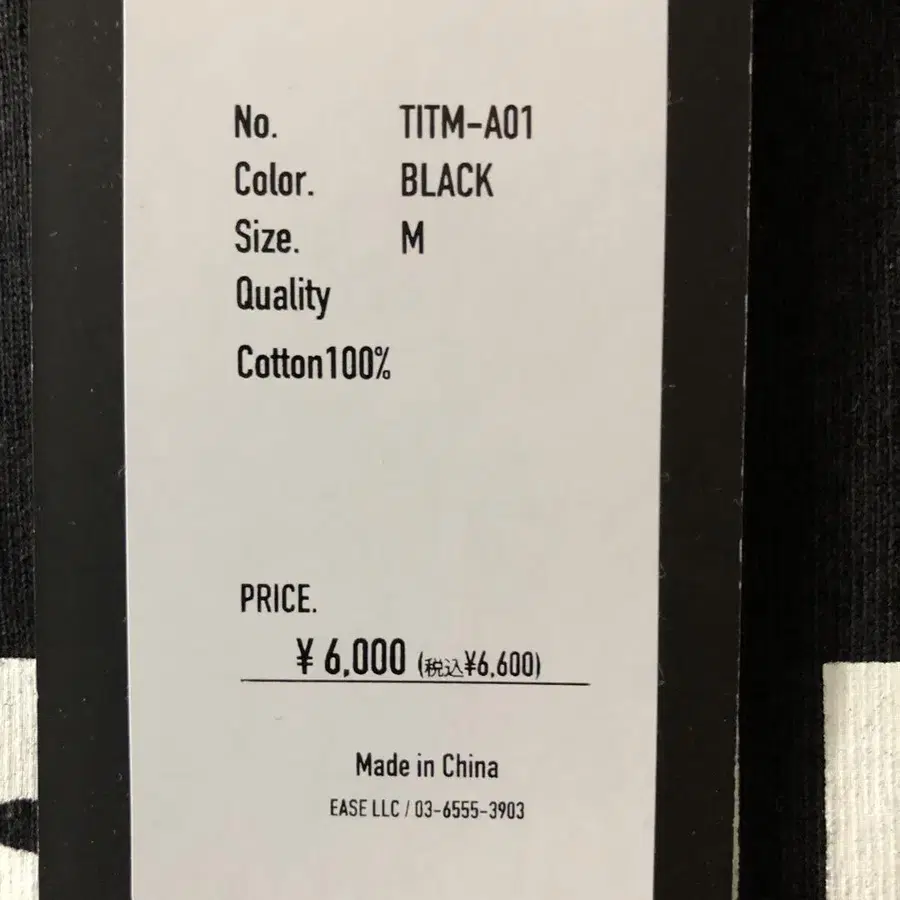 No. TITM-A01
Color. BLACK
Size. M
Quality
Cotton100%
PRICE.
¥ 6,000 (税込¥6,600)
Made in China
EASE LLC / 03-6555-3903